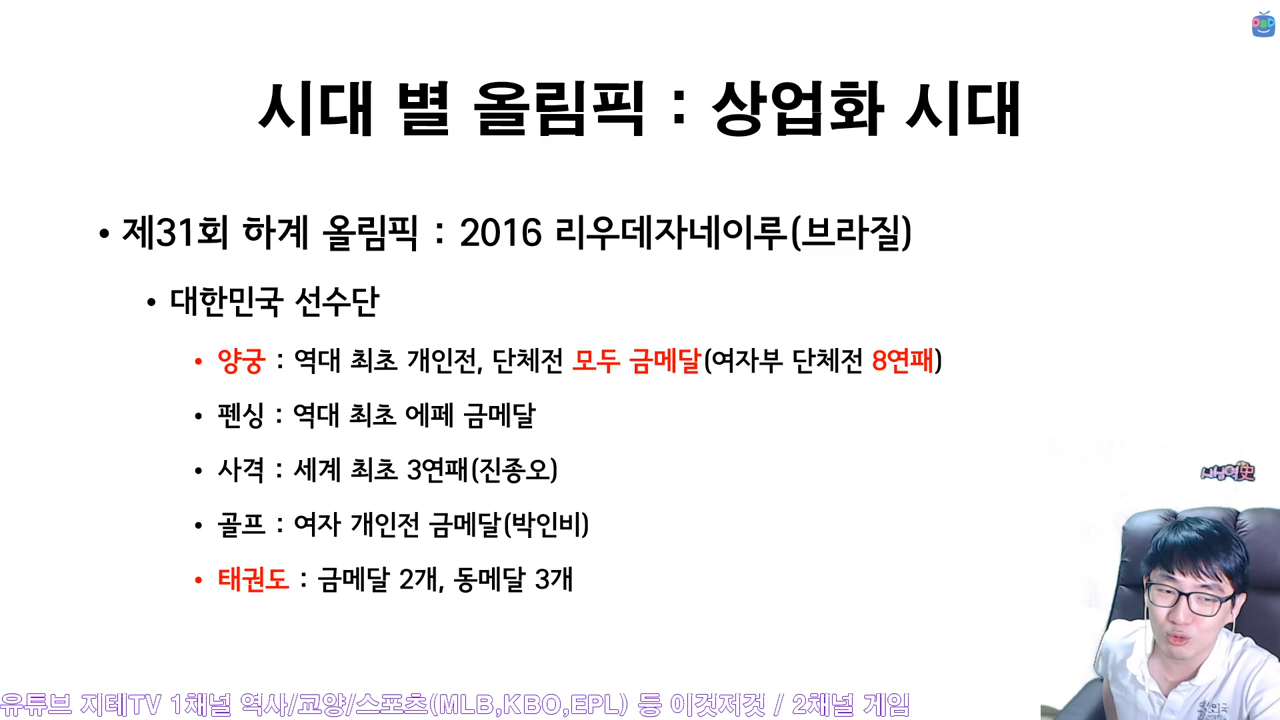 시대 별 올림픽 : 상업화 시대
• 제31회 하계 올림픽 : 2016 리우데자네이루(브라질)
• 대한민국 선수단
• 양궁 : 역대 최초 개인전, 단체전 모두 금메달(여자부 단체전 8연패)
• 펜싱 : 역대 최초 에페 금메달
• 사격 : 세계 최초 3연패(진종오)
• 골프 : 여자 개인전 금메달(박인비)
• 태권도 : 금메달 2개, 동메달 3개
유튜브 지테TV 1채널 역사/교양/스포츠(MLB,KBO,EPL) 등 이것저것 / 2채널 게임